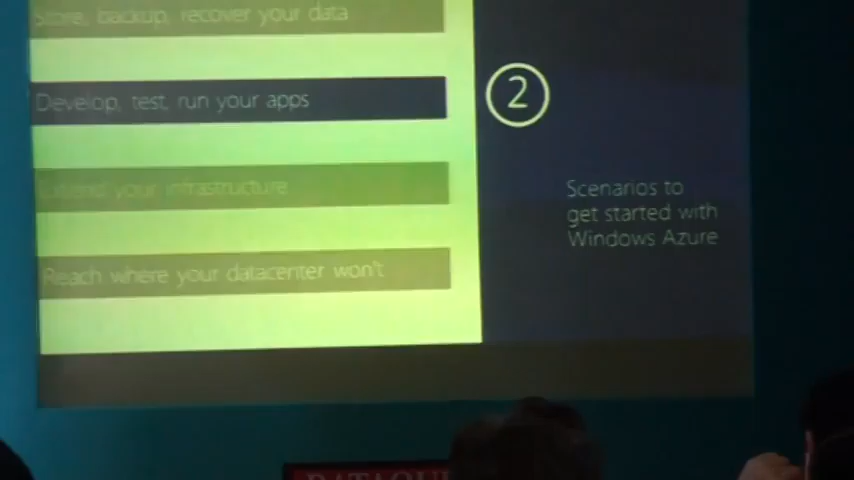 Store, backup, recover your data
Develop, test, run your apps
Extend your infrastructure
Reach where your datacenter won't
2
Scenarios to
get started with
Windows Azure